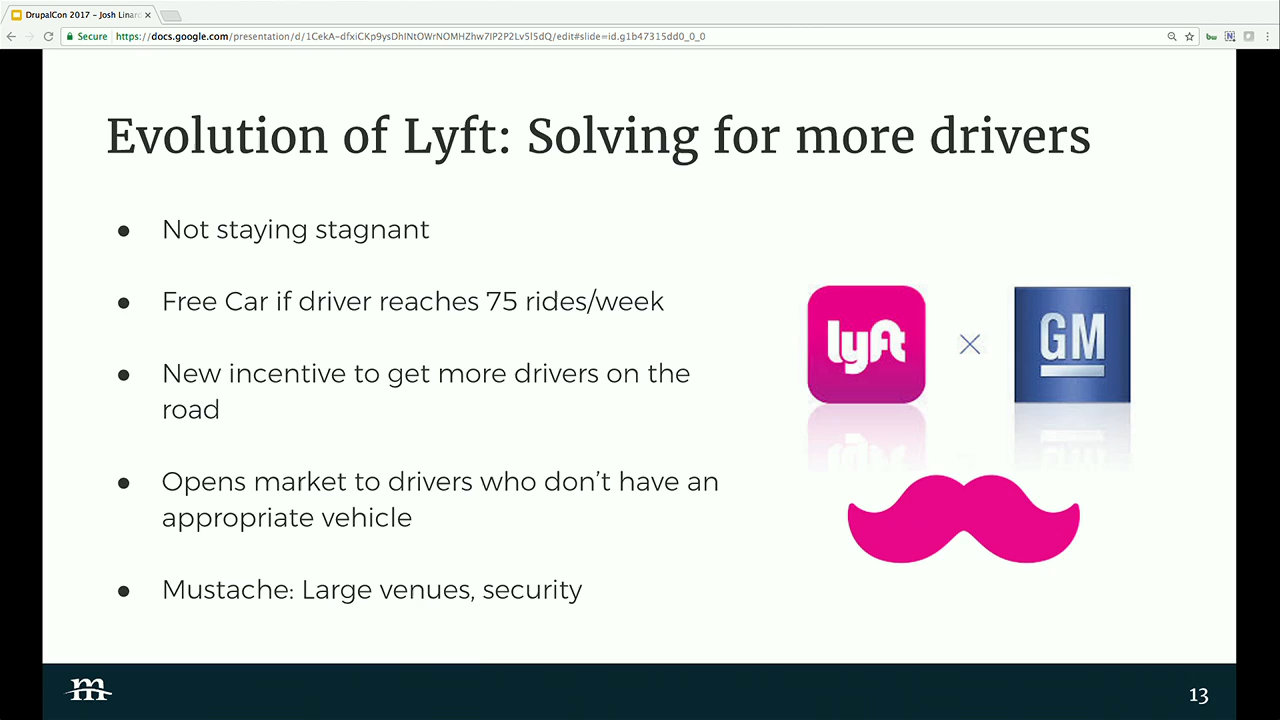 DrupalCon 2017 – Josh Linard
Secure
https://docs.google.com/presentation/d/1CekA-dfxiCKp9ysDhINtOWrNOMHZhw7IP2P2Lv5I5dQ/edit#slide=id.g1b47315dd0_0_0
Evolution of Lyft: Solving for more drivers
● Not staying stagnant
● Free Car if driver reaches 75 rides/week
● New incentive to get more drivers on the
road
● Opens market to drivers who don’t have an
appropriate vehicle
● Mustache: Large venues, security
lyft
×
GM
m
13